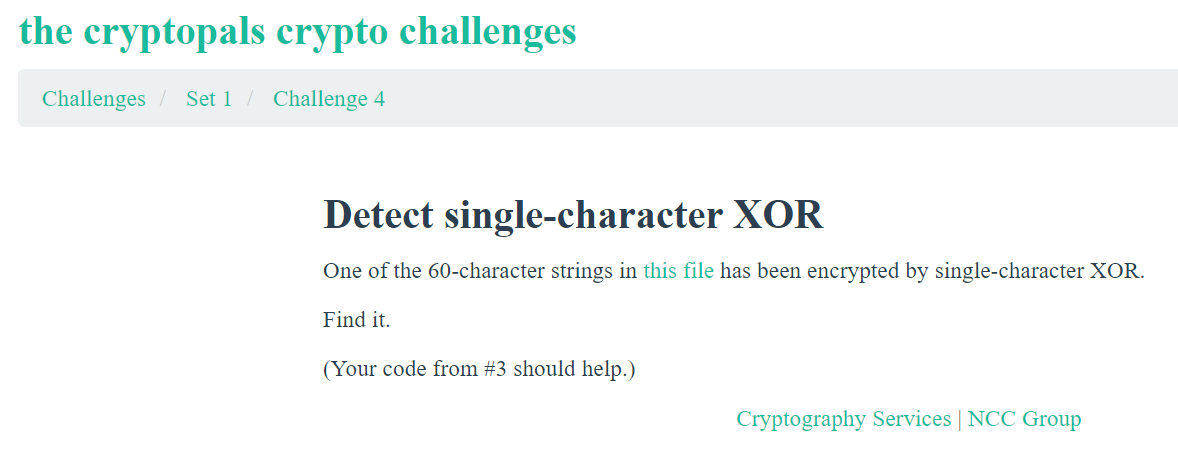 the cryptopals crypto challenges
Challenges / Set 1 / Challenge 4
Detect single-character XOR
One of the 60-character strings in this file has been encrypted by single-character XOR.
Find it.
(Your code from #3 should help.)
Cryptography Services | NCC Group